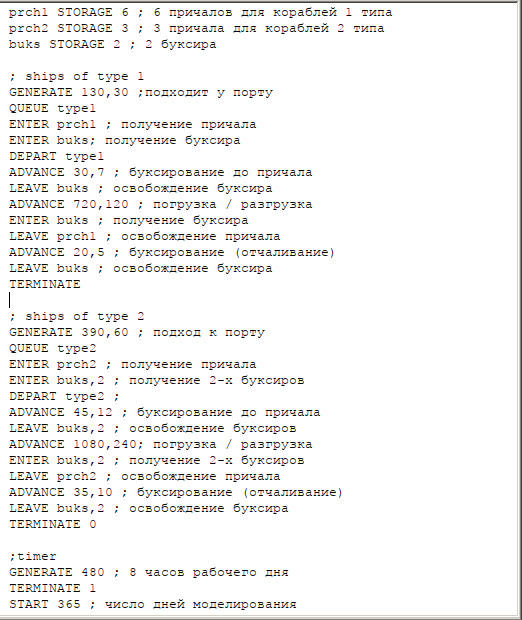 prch1 STORAGE 6 ; 6 причалов для кораблей 1 типа
prch2 STORAGE 3 ; 3 причала для кораблей 2 типа
buks STORAGE 2 ; 2 буксира
; ships of type 1
GENERATE 130,30 ;подходит у порту
QUEUE type1
ENTER prch1 ; получение причала
ENTER buks; получение буксира
DEPART type1
ADVANCE 30,7 ; буксирование до причала
LEAVE buks ; освобождение буксира
ADVANCE 720,120 ; погрузка / разгрузка
ENTER buks ; получение буксира
LEAVE prch1 ; освобождение причала
ADVANCE 20,5 ; буксирование (отчаливание)
LEAVE buks ; освобождение буксира
TERMINATE
; ships of type 2
GENERATE 390,60 ; подход к порту
QUEUE type2
ENTER prch2 ; получение причала
ENTER buks,2 ; получение 2-х буксиров
DEPART type2 ;
ADVANCE 45,12 ; буксирование до причала
LEAVE buks,2 ; освобождение буксиров
ADVANCE 1080,240; погрузка / разгрузка
ENTER buks,2 ; получение 2-х буксиров
LEAVE prch2 ; освобождение причала
ADVANCE 35,10 ; буксирование (отчаливание)
LEAVE buks,2 ; освобождение буксира
TERMINATE 0
;timer
GENERATE 480 ; 8 часов рабочего дня
TERMINATE 1
START 365 ; число дней моделирования